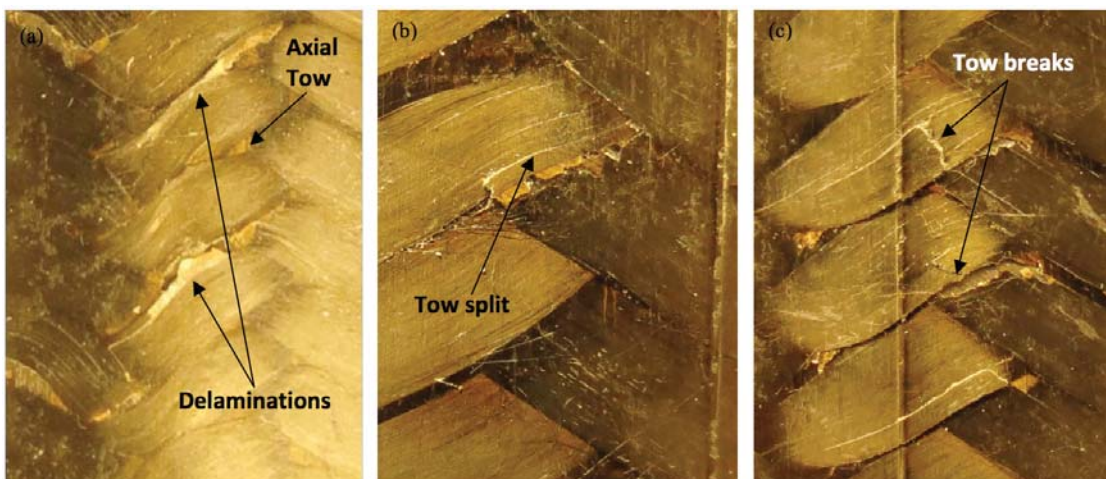 (a)
Axial
Tow
Delaminations
(b)
Tow split
(c)
Tow breaks